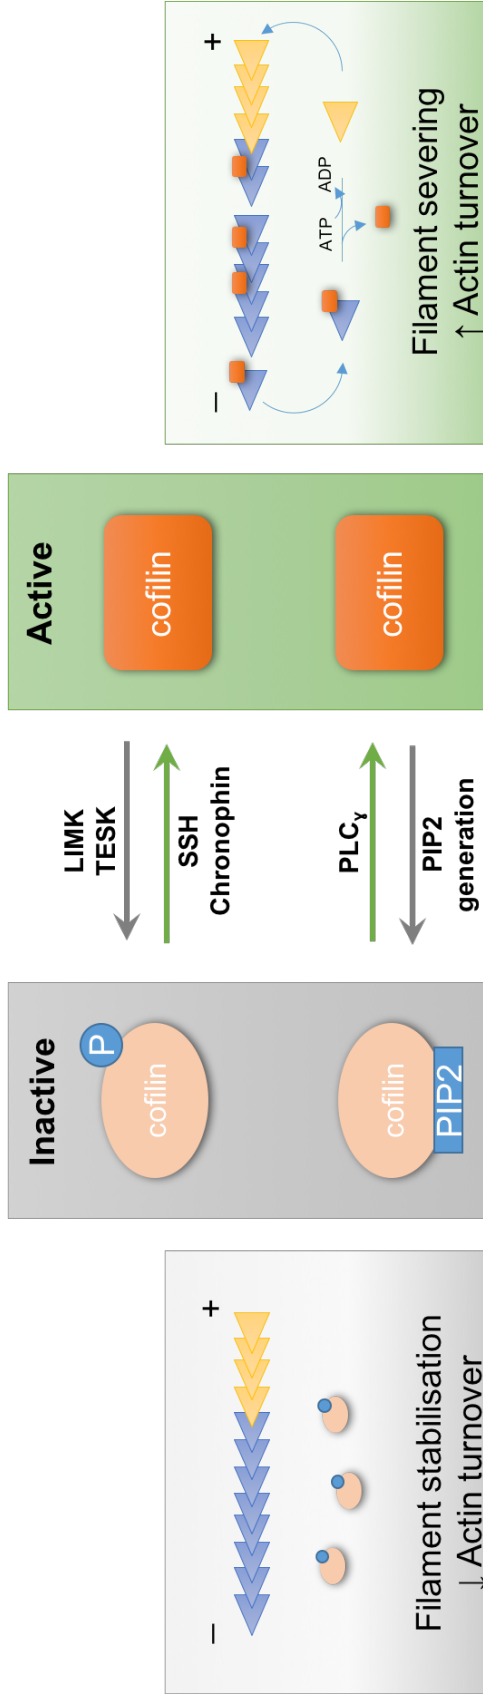 −
+
Filament stabilisation
↓ Actin turnover
Inactive
P
cofilin
cofilin
PIP2
LIMK
TESK
SSH
Chronophin
PLCγ
PIP2
generation
Active
cofilin
cofilin
−
+
ATP
ADP
Filament severing
↑ Actin turnover